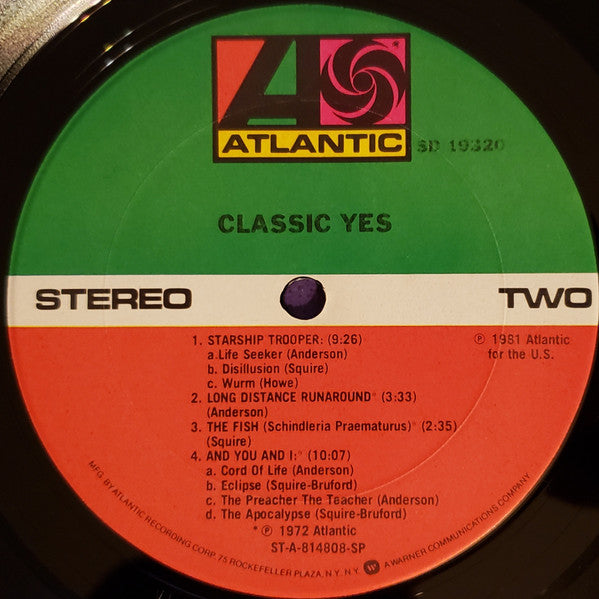 ATLANTIC
SD 19320
CLASSIC YES
STEREO TWO
℗ 1981 Atlantic
for the U.S.
1. STARSHIP TROOPER: (9:26)
a.Life Seeker (Anderson)
b. Disillusion (Squire)
c. Wurm (Howe)
2. LONG DISTANCE RUNAROUND* (3:33)
(Anderson)
3. THE FISH (Schindleria Praematurus)* (2:35)
(Squire)
4. AND YOU AND I:* (10:07)
a. Cord Of Life (Anderson)
b. Eclipse (Squire-Bruford)
c. The Preacher The Teacher (Anderson)
d. The Apocalypse (Squire-Bruford)
*℗ 1972 Atlantic
ST-A-814808-SP
MFG. BY ATLANTIC RECORDING CORP. 75 ROCKEFELLER PLAZA, N.Y. N.Y. W A WARNER COMMUNICATIONS COMPANY